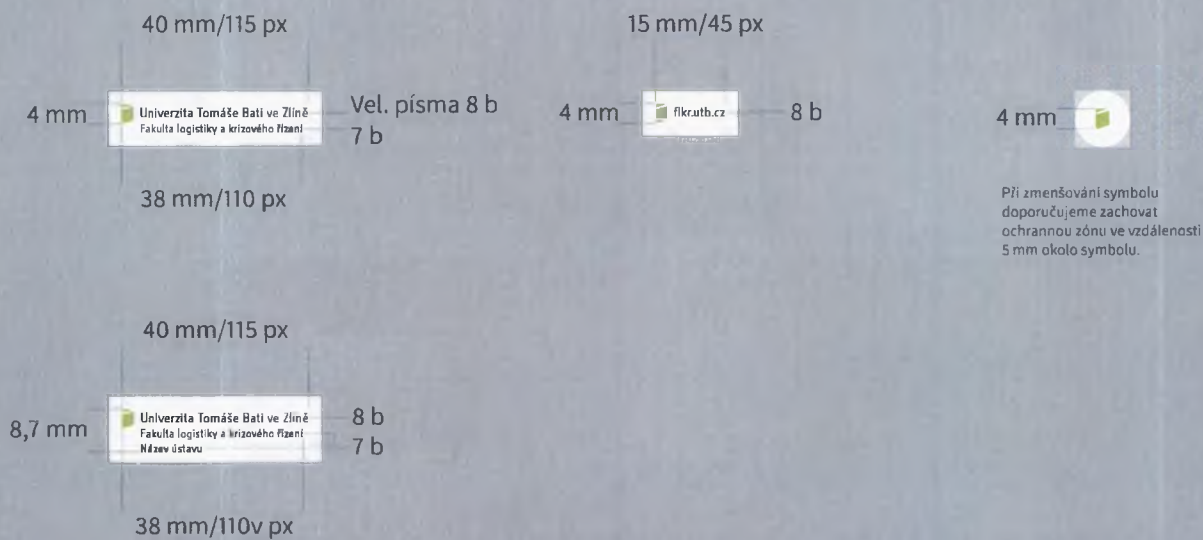 40 mm/115 px
4 mm
Univerzita Tomáše Bati ve Zlíně
Fakulta logistiky a krizového řízení
Vel. písma 8 b
7 b
38 mm/110 px
15 mm/45 px
4 mm
flkr.utb.cz
8 b
4 mm
Při zmenšování symbolu
doporučujeme zachovat
ochrannou zónu ve vzdálenosti
5 mm okolo symbolu.
40 mm/115 px
8,7 mm
Univerzita Tomáše Bati ve Zlíně
Fakulta logistiky a krizového řízení
Název ústavu
8 b
7 b
38 mm/110v px